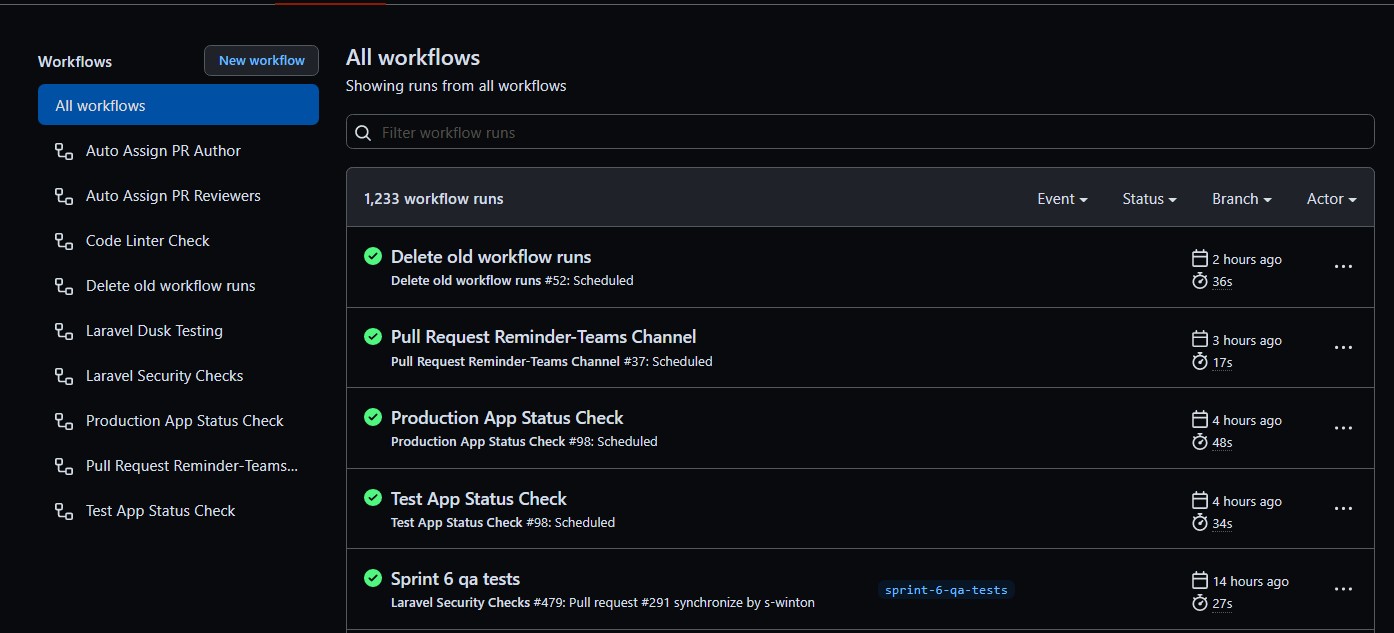 Workflows
New workflow
All workflows
Auto Assign PR Author
Auto Assign PR Reviewers
Code Linter Check
Delete old workflow runs
Laravel Dusk Testing
Laravel Security Checks
Production App Status Check
Pull Request Reminder-Teams...
Test App Status Check
All workflows
Showing runs from all workflows
Filter workflow runs
1,233 workflow runs
Event
Status
Branch
Actor
Delete old workflow runs
Delete old workflow runs #52: Scheduled
2 hours ago
36s
Pull Request Reminder-Teams Channel
Pull Request Reminder-Teams Channel #37: Scheduled
3 hours ago
17s
Production App Status Check
Production App Status Check #98: Scheduled
4 hours ago
48s
Test App Status Check
Test App Status Check #98: Scheduled
4 hours ago
34s
Sprint 6 qa tests
Laravel Security Checks #479: Pull request #291 synchronize by s-winton
sprint-6-qa-tests
14 hours ago
27s